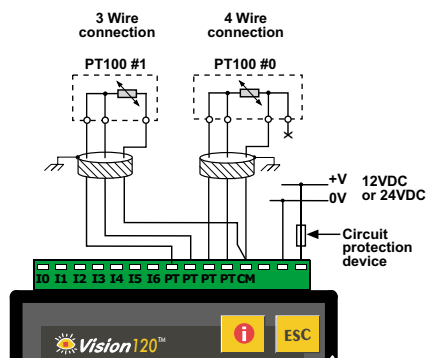 3 Wire
connection
4 Wire
connection
PT100 #1
PT100 #0
+V
0V
12VDC
or 24VDC
Circuit
protection
device
I0 I1 I2 I3 I4 I5 I6 PT PT PT PT CM
Vision120™
i
ESC